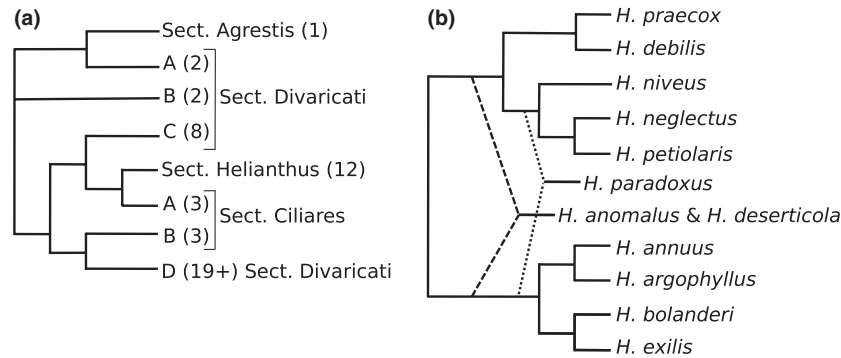 (a)
Sect. Agrestis (1)
A (2)
B (2)
Sect. Divaricati
C (8)
Sect. Helianthus (12)
A (3)
Sect. Ciliares
B (3)
D (19+) Sect. Divaricati
(b)
H. praecox
H. debilis
H. niveus
H. neglectus
H. petiolaris
H. paradoxus
H. anomalus & H. deserticola
H. annuus
H. argophyllus
H. bolanderi
H. exilis